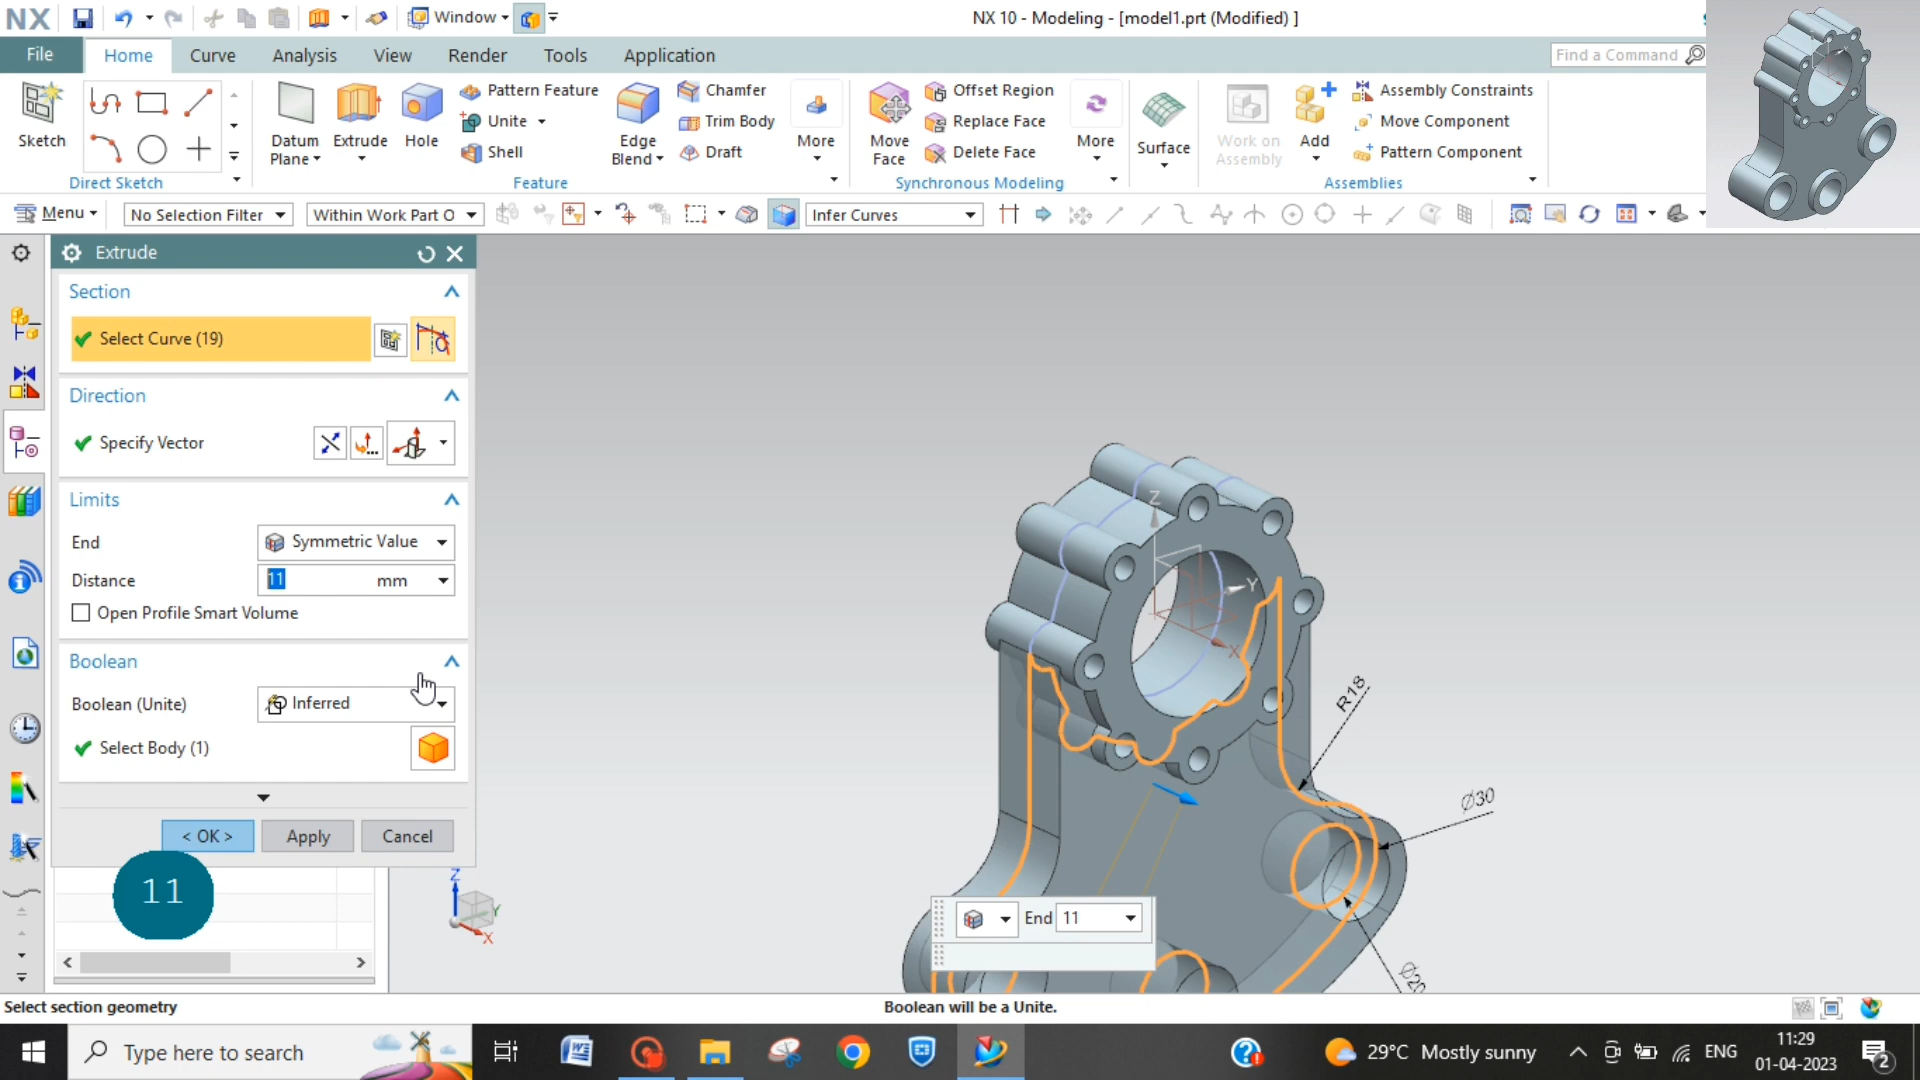 NX
Window
NX 10 - Modeling - [model1.prt (Modified) ]
File
Home
Curve
Analysis
View
Render
Tools
Application
Find a Command
Sketch
Direct Sketch
Datum
Plane
Extrude
Hole
Pattern Feature
Unite
Shell
Edge
Blend
Chamfer
Trim Body
Draft
More
Feature
Move
Face
Offset Region
Replace Face
Delete Face
More
Synchronous Modeling
Surface
Work on
Assembly
Add
Assembly Constraints
Move Component
Pattern Component
Assemblies
Menu
No Selection Filter
Within Work Part O
Infer Curves
Extrude
Section
Select Curve (19)
Direction
Specify Vector
Limits
End
Symmetric Value
Distance
11
mm
Open Profile Smart Volume
Boolean
Boolean (Unite)
Inferred
Select Body (1)
< OK >
Apply
Cancel
11
Z
Y
X
Z
Y
X
R18
∅30
∅20
End 11
Select section geometry
Boolean will be a Unite.
Type here to search
29°C Mostly sunny
ENG
11:29
01-04-2023
2